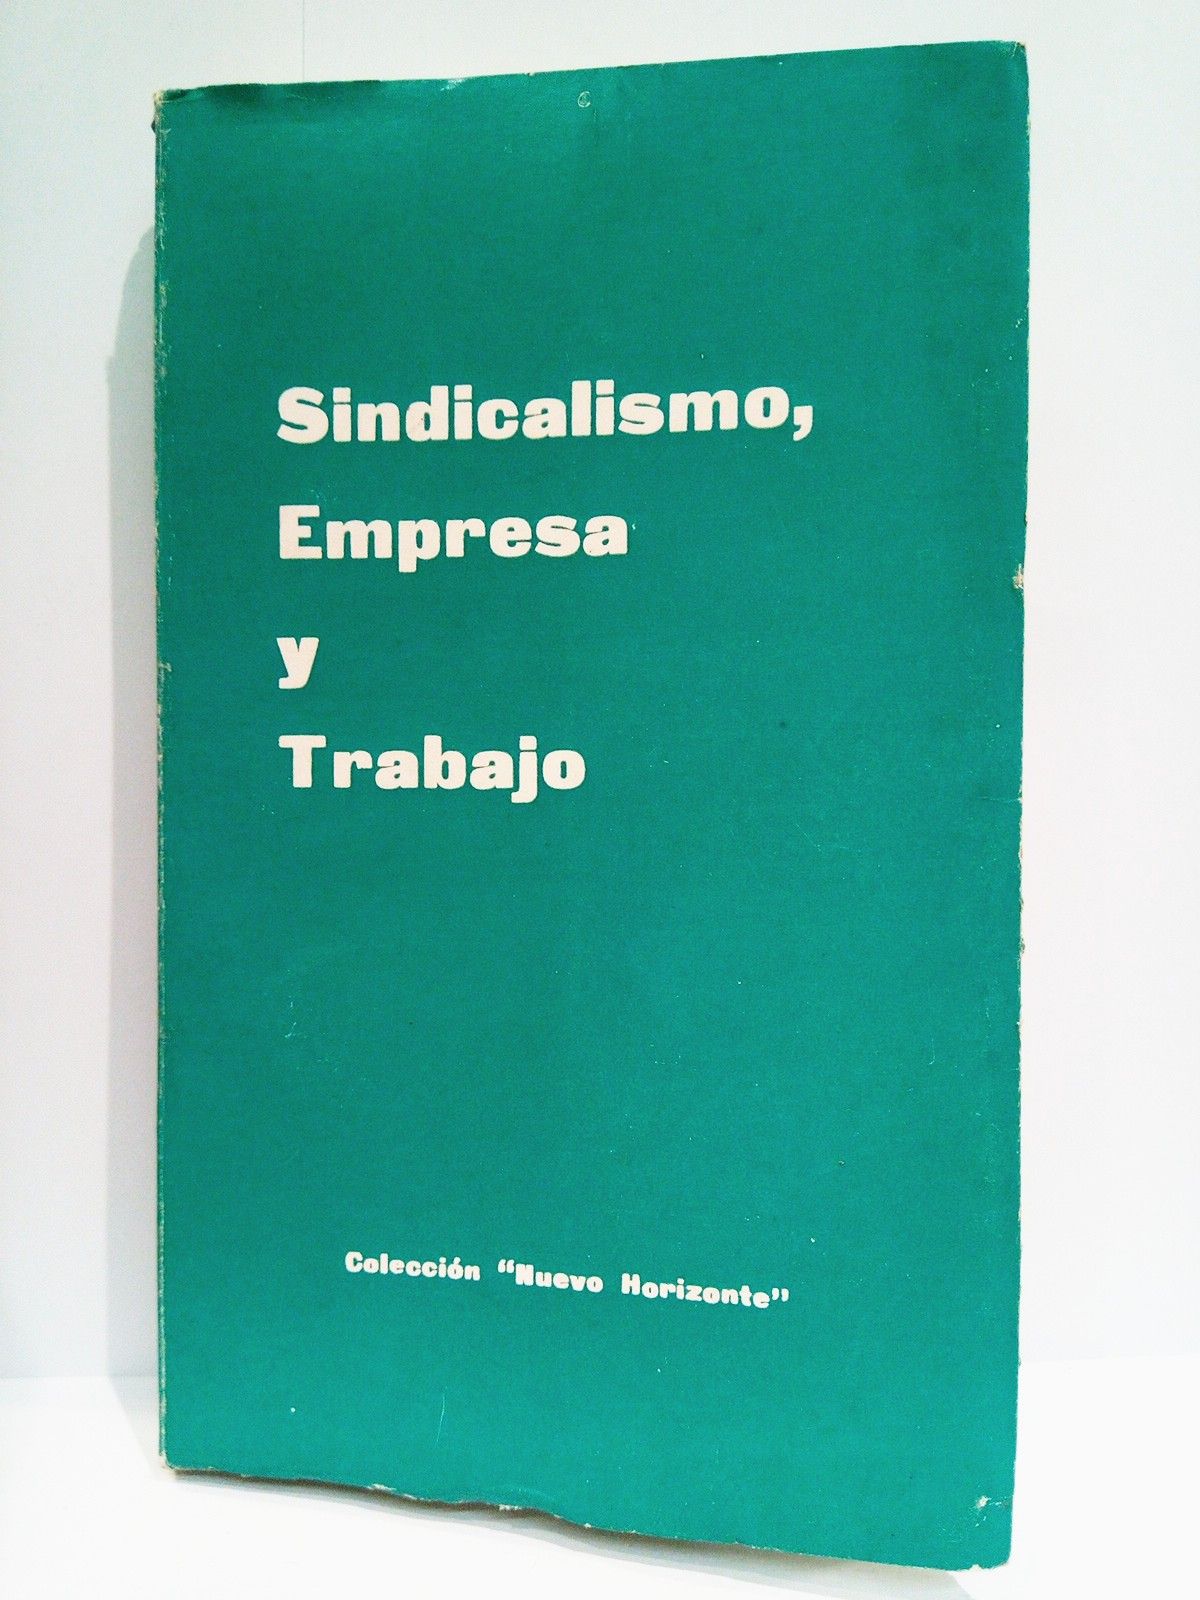 Sindicalismo,
Empresa
y
Trabajo
Colección “Nuevo Horizonte”